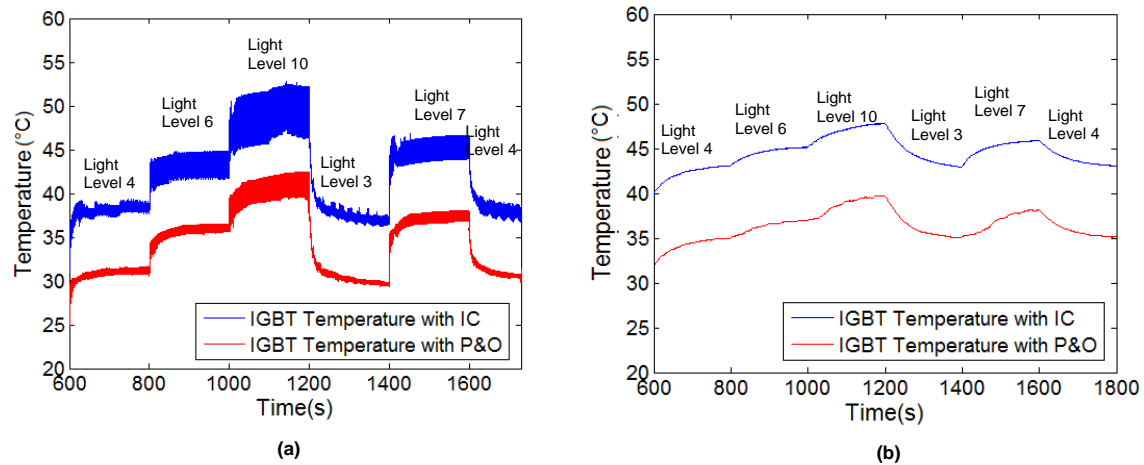 60
55
50
45
40
35
30
25
20
Temperature (°C)
Light
Level 4
Light
Level 6
Light
Level 10
Light
Level 3
Light
Level 7
Light
Level 4
IGBT Temperature with IC
IGBT Temperature with P&O
600 800 1000 1200 1400 1600
Time(s)
(a)
60
55
50
45
40
35
30
25
20
Temperature (°C)
Light
Level 4
Light
Level 6
Light
Level 10
Light
Level 3
Light
Level 7
Light
Level 4
IGBT Temperature with IC
IGBT Temperature with P&O
600 800 1000 1200 1400 1600 1800
Time(s)
(b)